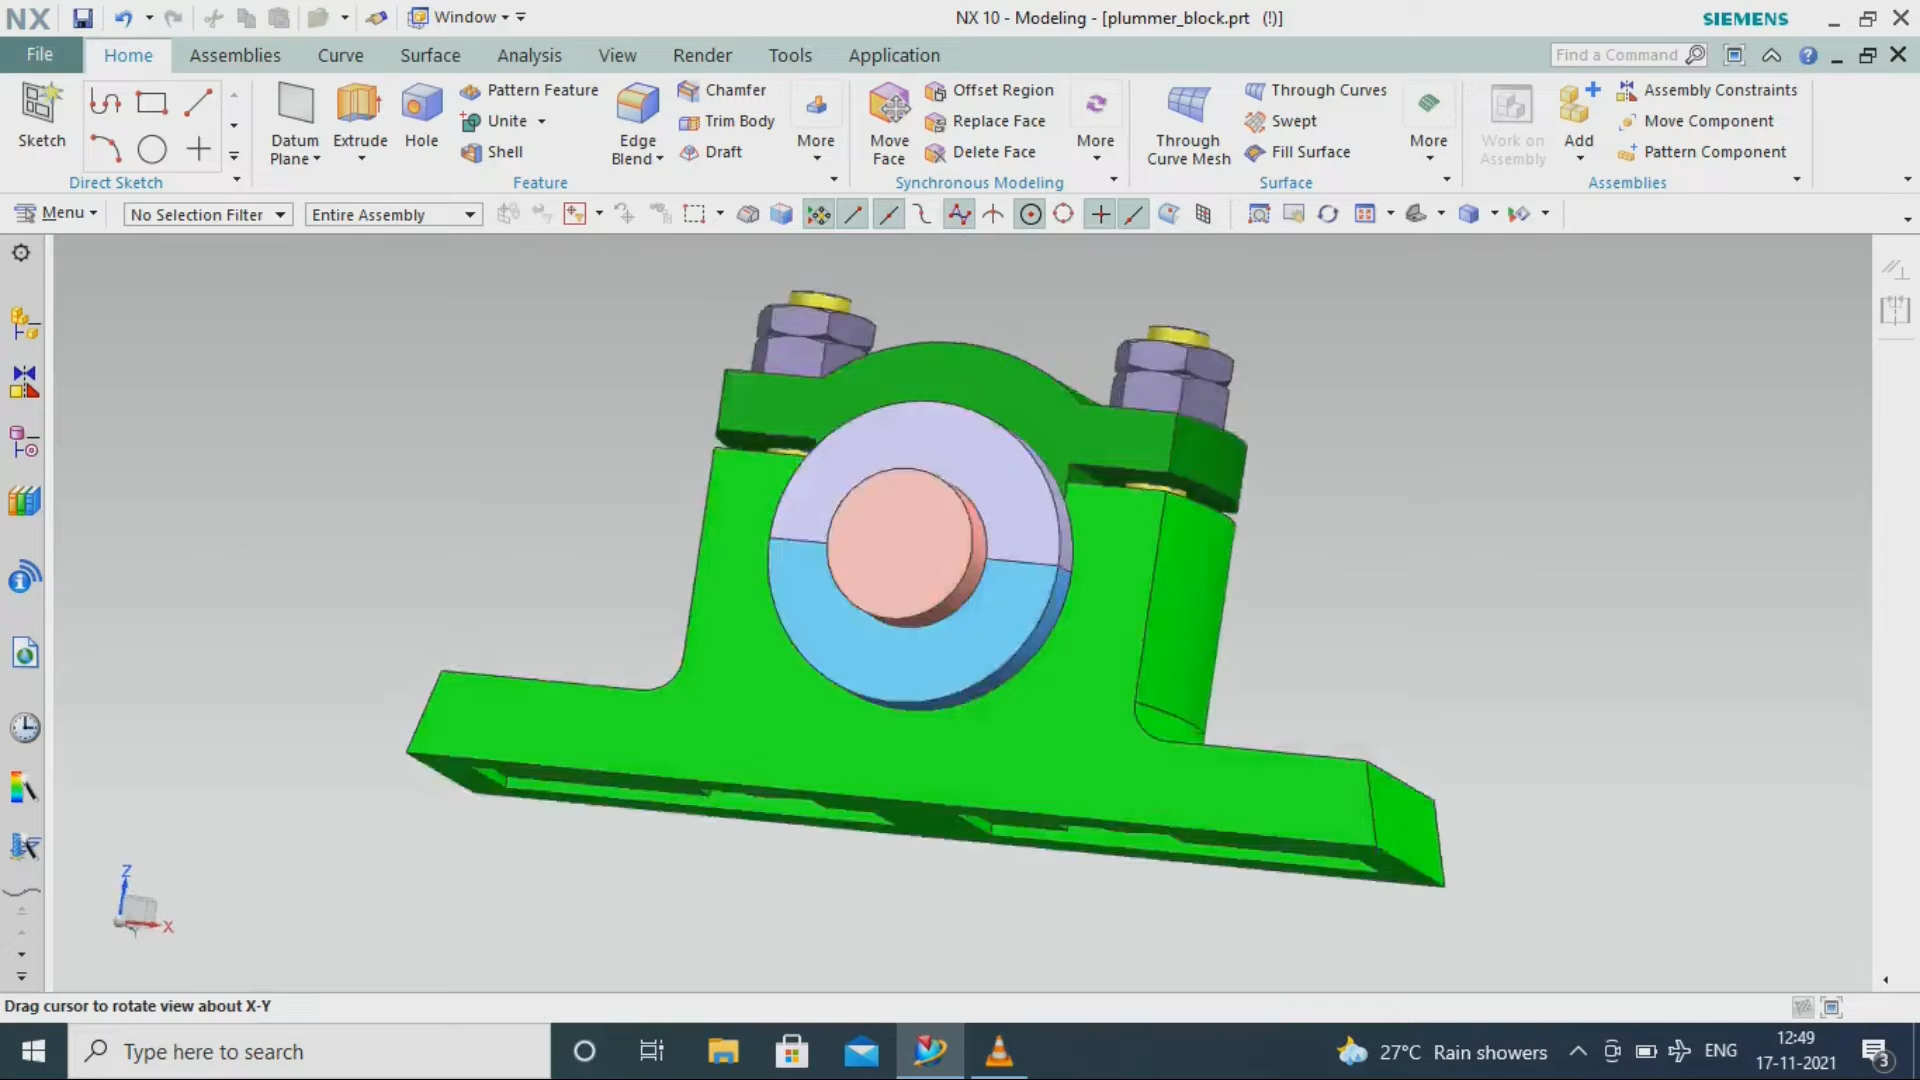 NX
Window
NX 10 - Modeling - [plummer_block.prt (!)]
SIEMENS
File
Home
Assemblies
Curve
Surface
Analysis
View
Render
Tools
Application
Find a Command
Sketch
Direct Sketch
Datum
Plane
Extrude
Hole
Pattern Feature
Unite
Shell
Edge
Blend
Chamfer
Trim Body
Draft
More
Feature
Move
Face
Offset Region
Replace Face
Delete Face
More
Synchronous Modeling
Through
Curve Mesh
Through Curves
Swept
Fill Surface
More
Surface
Work on
Assembly
Add
Assembly Constraints
Move Component
Pattern Component
Assemblies
Menu
No Selection Filter
Entire Assembly
Z
X
Drag cursor to rotate view about X-Y
Type here to search
27°C Rain showers
ENG
12:49
17-11-2021
3